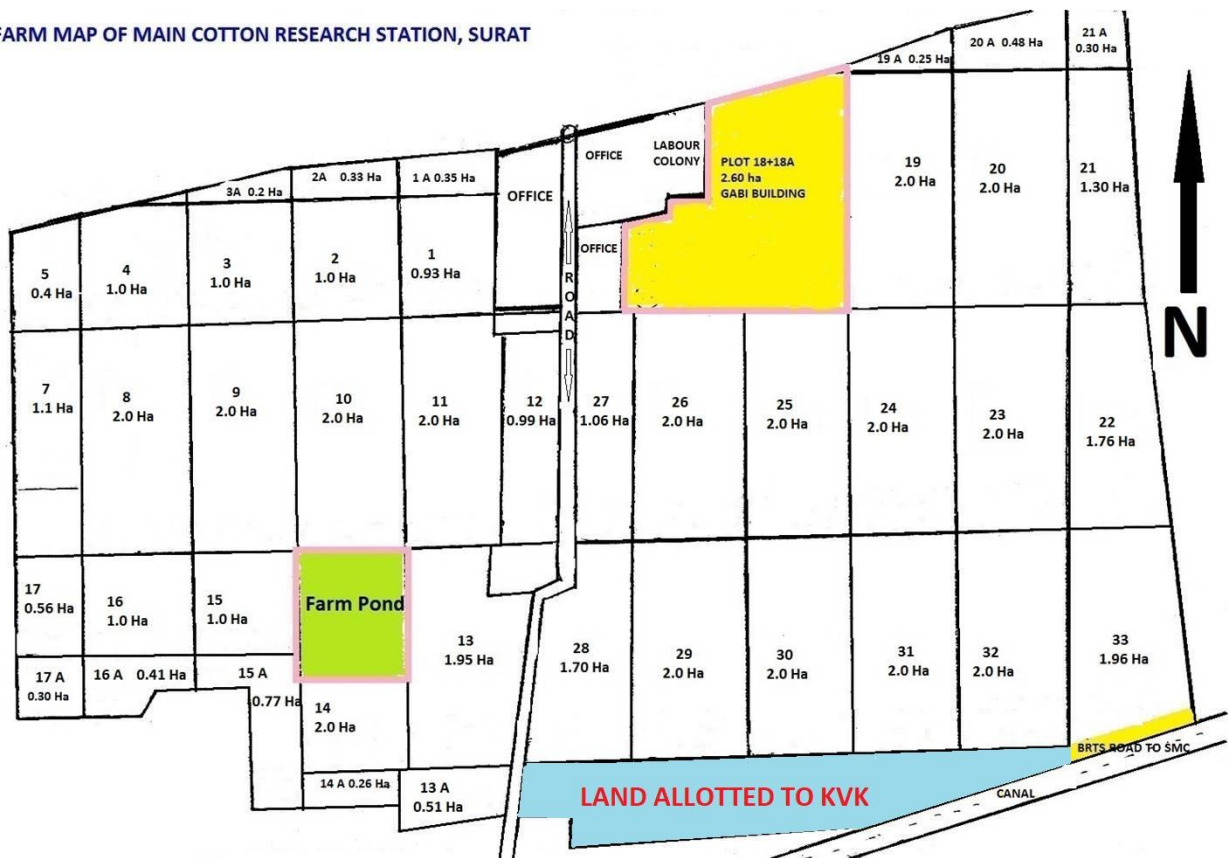 FARM MAP OF MAIN COTTON RESEARCH STATION, SURAT
21 A
0.30 Ha
20 A 0.48 Ha
19 A 0.25 Ha
OFFICE
LABOUR
COLONY
PLOT 18+18A
2.60 ha
GABI BUILDING
19
2.0 Ha
20
2.0 Ha
21
1.30 Ha
3A 0.2 Ha
2A 0.33 Ha
1 A 0.35 Ha
OFFICE
OFFICE
ROAD
N
5
0.4 Ha
4
1.0 Ha
3
1.0 Ha
2
1.0 Ha
1
0.93 Ha
7
1.1 Ha
8
2.0 Ha
9
2.0 Ha
10
2.0 Ha
11
2.0 Ha
12
0.99 Ha
27
1.06 Ha
26
2.0 Ha
25
2.0 Ha
24
2.0 Ha
23
2.0 Ha
22
1.76 Ha
17
0.56 Ha
16
1.0 Ha
15
1.0 Ha
Farm Pond
13
1.95 Ha
28
1.70 Ha
29
2.0 Ha
30
2.0 Ha
31
2.0 Ha
32
2.0 Ha
33
1.96 Ha
17 A
0.30 Ha
16 A 0.41 Ha
15 A
0.77 Ha
14
2.0 Ha
14 A 0.26 Ha
13 A
0.51 Ha
LAND ALLOTTED TO KVK
BRTS ROAD TO SMC
CANAL